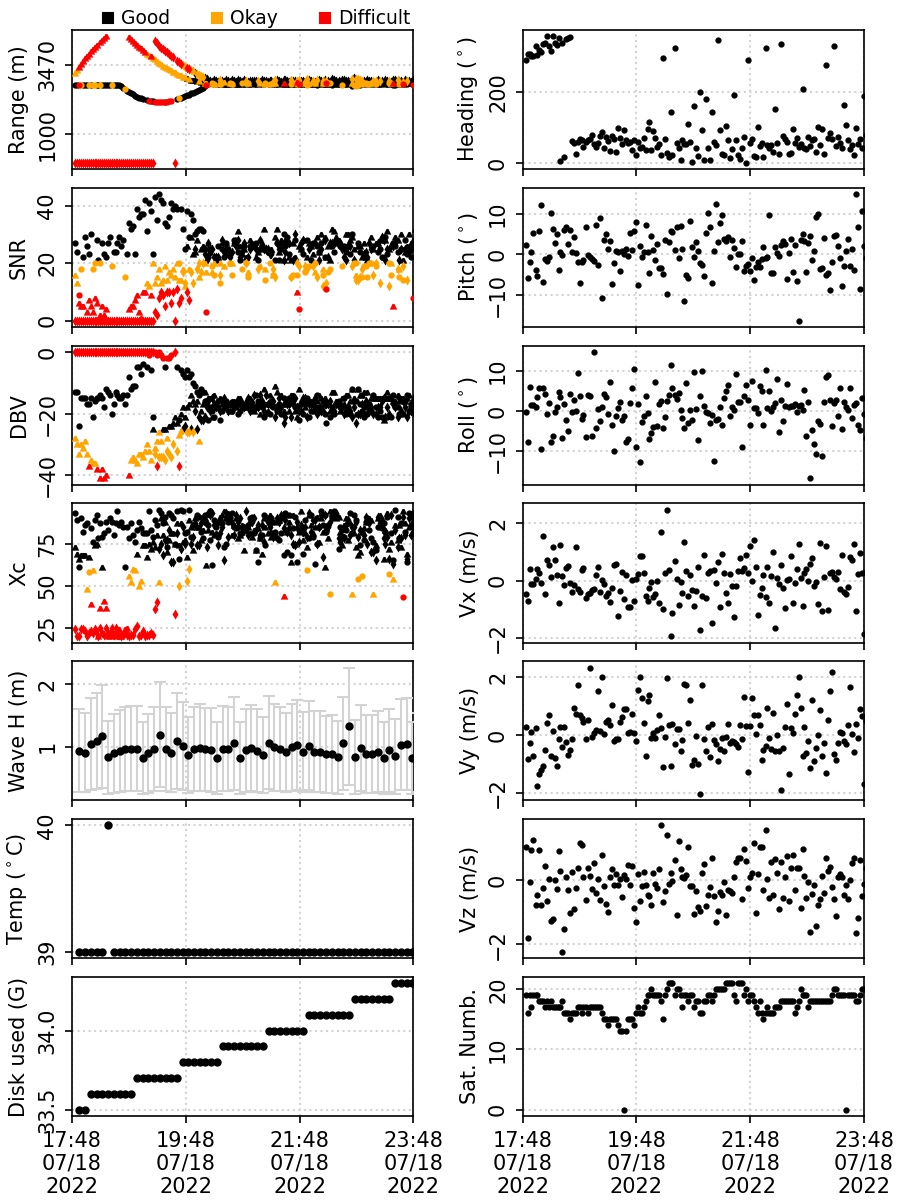 Good Okay Difficult
Range (m)
3470
1000
Heading ( ° )
200
0
SNR
40
20
0
Pitch ( ° )
10
0
−10
DBV
0
−20
−40
Roll ( ° )
10
0
−10
Xc
75
50
25
Vx (m/s)
2
0
−2
Wave H (m)
2
1
Vy (m/s)
2
0
−2
Temp ( ° C)
40
39
Vz (m/s)
0
−2
Disk used (G)
34.0
33.5
Sat. Numb.
20
10
0
17:48 19:48 21:48 23:48 17:48 19:48 21:48 23:48
07/18 07/18 07/18 07/18 07/18 07/18 07/18 07/18
2022 2022 2022 2022 2022 2022 2022 2022